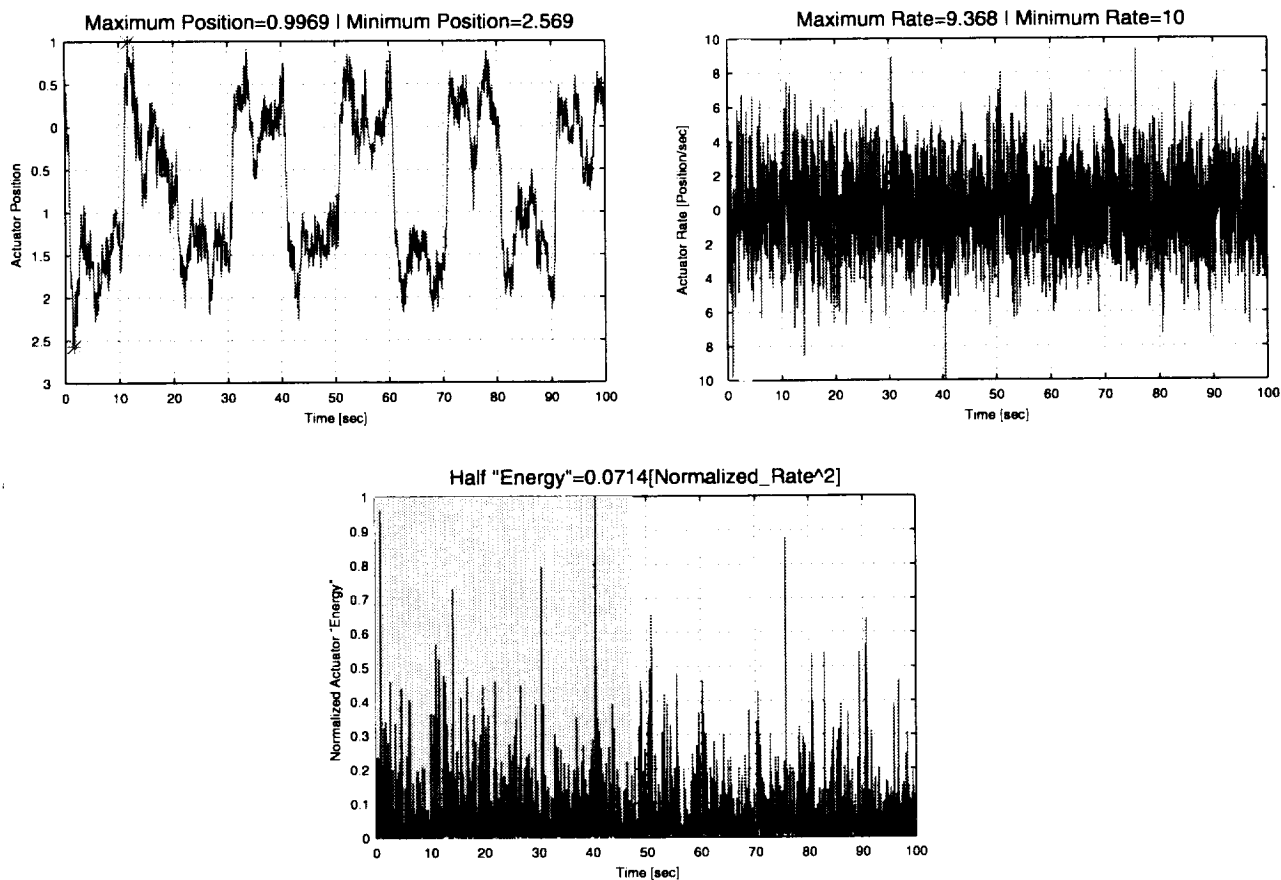 Maximum Position=0.9969 | Minimum Position=2.569
1
0.5
0
0.5
1
1.5
2
2.5
3
Actuator Position
0 10 20 30 40 50 60 70 80 90 100
Time [sec]
Maximum Rate=9.368 | Minimum Rate=10
10
8
6
4
2
0
2
4
6
8
10
Actuator Rate [Position/sec]
0 10 20 30 40 50 60 70 80 90 100
Time [sec]
Half "Energy"=0.0714[Normalized_Rate^2]
1
0.9
0.8
0.7
0.6
0.5
0.4
0.3
0.2
0.1
0
Normalized Actuator "Energy"
0 10 20 30 40 50 60 70 80 90 100
Time [sec]